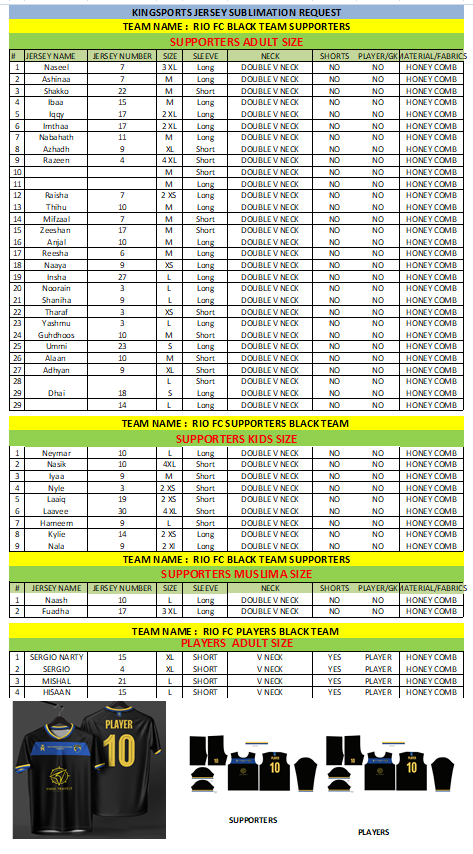 KINGSPORTS JERSEY SUBLIMATION REQUEST
TEAM NAME : RIO FC BLACK TEAM SUPPORTERS
SUPPORTERS ADULT SIZE
# JERSEY NAME JERSEY NUMBER SIZE SLEEVE NECK SHORTS PLAYER/GK MATERIAL/FABRICS
1 Naseel 7 3 XL Long DOUBLE V NECK NO NO HONEY COMB
2 Ashinaa 7 M Long DOUBLE V NECK NO NO HONEY COMB
3 Shakko 22 M Short DOUBLE V NECK NO NO HONEY COMB
4 Ibaa 15 M Long DOUBLE V NECK NO NO HONEY COMB
5 Iqqy 17 2 XL Long DOUBLE V NECK NO NO HONEY COMB
6 Imthaa 17 2 XL Long DOUBLE V NECK NO NO HONEY COMB
7 Nabahath 11 M Long DOUBLE V NECK NO NO HONEY COMB
8 Azhadh 9 XL Short DOUBLE V NECK NO NO HONEY COMB
9 Razeen 4 4 XL Short DOUBLE V NECK NO NO HONEY COMB
10 M Short DOUBLE V NECK NO NO HONEY COMB
11 M Long DOUBLE V NECK NO NO HONEY COMB
12 Raisha 7 2 XS Long DOUBLE V NECK NO NO HONEY COMB
13 Thihu 10 M Long DOUBLE V NECK NO NO HONEY COMB
14 Mifzaal 7 M Short DOUBLE V NECK NO NO HONEY COMB
15 Zeeshan 17 M Short DOUBLE V NECK NO NO HONEY COMB
16 Anjal 10 M Long DOUBLE V NECK NO NO HONEY COMB
17 Reesha 6 M Long DOUBLE V NECK NO NO HONEY COMB
18 Naaya 9 XS Long DOUBLE V NECK NO NO HONEY COMB
19 Insha 27 L Long DOUBLE V NECK NO NO HONEY COMB
20 Noorain 3 L Long DOUBLE V NECK NO NO HONEY COMB
21 Shaniha 9 L Long DOUBLE V NECK NO NO HONEY COMB
22 Tharaf 3 XS Short DOUBLE V NECK NO NO HONEY COMB
23 Yashmu 3 L Long DOUBLE V NECK NO NO HONEY COMB
24 Guhdhoos 10 M Short DOUBLE V NECK NO NO HONEY COMB
25 Ummi 23 S Long DOUBLE V NECK NO NO HONEY COMB
26 Alaan 10 M Short DOUBLE V NECK NO NO HONEY COMB
27 Adhyan 9 XL Short DOUBLE V NECK NO NO HONEY COMB
28 L Short DOUBLE V NECK NO NO HONEY COMB
29 Dhai 18 S Long DOUBLE V NECK NO NO HONEY COMB
29 14 L Long DOUBLE V NECK NO NO HONEY COMB
TEAM NAME : RIO FC SUPPORTERS BLACK TEAM
SUPPORTERS KIDS SIZE
1 Neymar 10 L Long DOUBLE V NECK NO NO HONEY COMB
2 Nasik 10 4XL Short DOUBLE V NECK NO NO HONEY COMB
3 Iyaa 9 M Short DOUBLE V NECK NO NO HONEY COMB
4 Nyle 3 2 XS Short DOUBLE V NECK NO NO HONEY COMB
5 Laaiq 19 2 XS Short DOUBLE V NECK NO NO HONEY COMB
6 Laavee 30 4 XL Short DOUBLE V NECK NO NO HONEY COMB
7 Hameem 9 L Short DOUBLE V NECK NO NO HONEY COMB
8 Kylie 14 2 XS Long DOUBLE V NECK NO NO HONEY COMB
9 Nala 9 2 Xl Long DOUBLE V NECK NO NO HONEY COMB
TEAM NAME : RIO FC BLACK TEAM SUPPORTERS
SUPPORTERS MUSLIMA SIZE
# JERSEY NAME JERSEY NUMBER SIZE SLEEVE NECK SHORTS PLAYER/GK MATERIAL/FABRICS
1 Naash 10 L Long DOUBLE V NECK NO NO HONEY COMB
2 Fuadha 17 3 XL Long DOUBLE V NECK NO NO HONEY COMB
TEAM NAME : RIO FC PLAYERS BLACK TEAM
PLAYERS ADULT SIZE
1 SERGIO NARTY 15 XL SHORT V NECK YES PLAYER HONEY COMB
2 SERGIO 4 XL SHORT V NECK YES PLAYER HONEY COMB
3 MISHAL 21 L SHORT V NECK YES PLAYER HONEY COMB
4 HISAAN 15 L SHORT V NECK YES PLAYER HONEY COMB
PLAYER
10
10
10
SUPPORTERS
PLAYERS